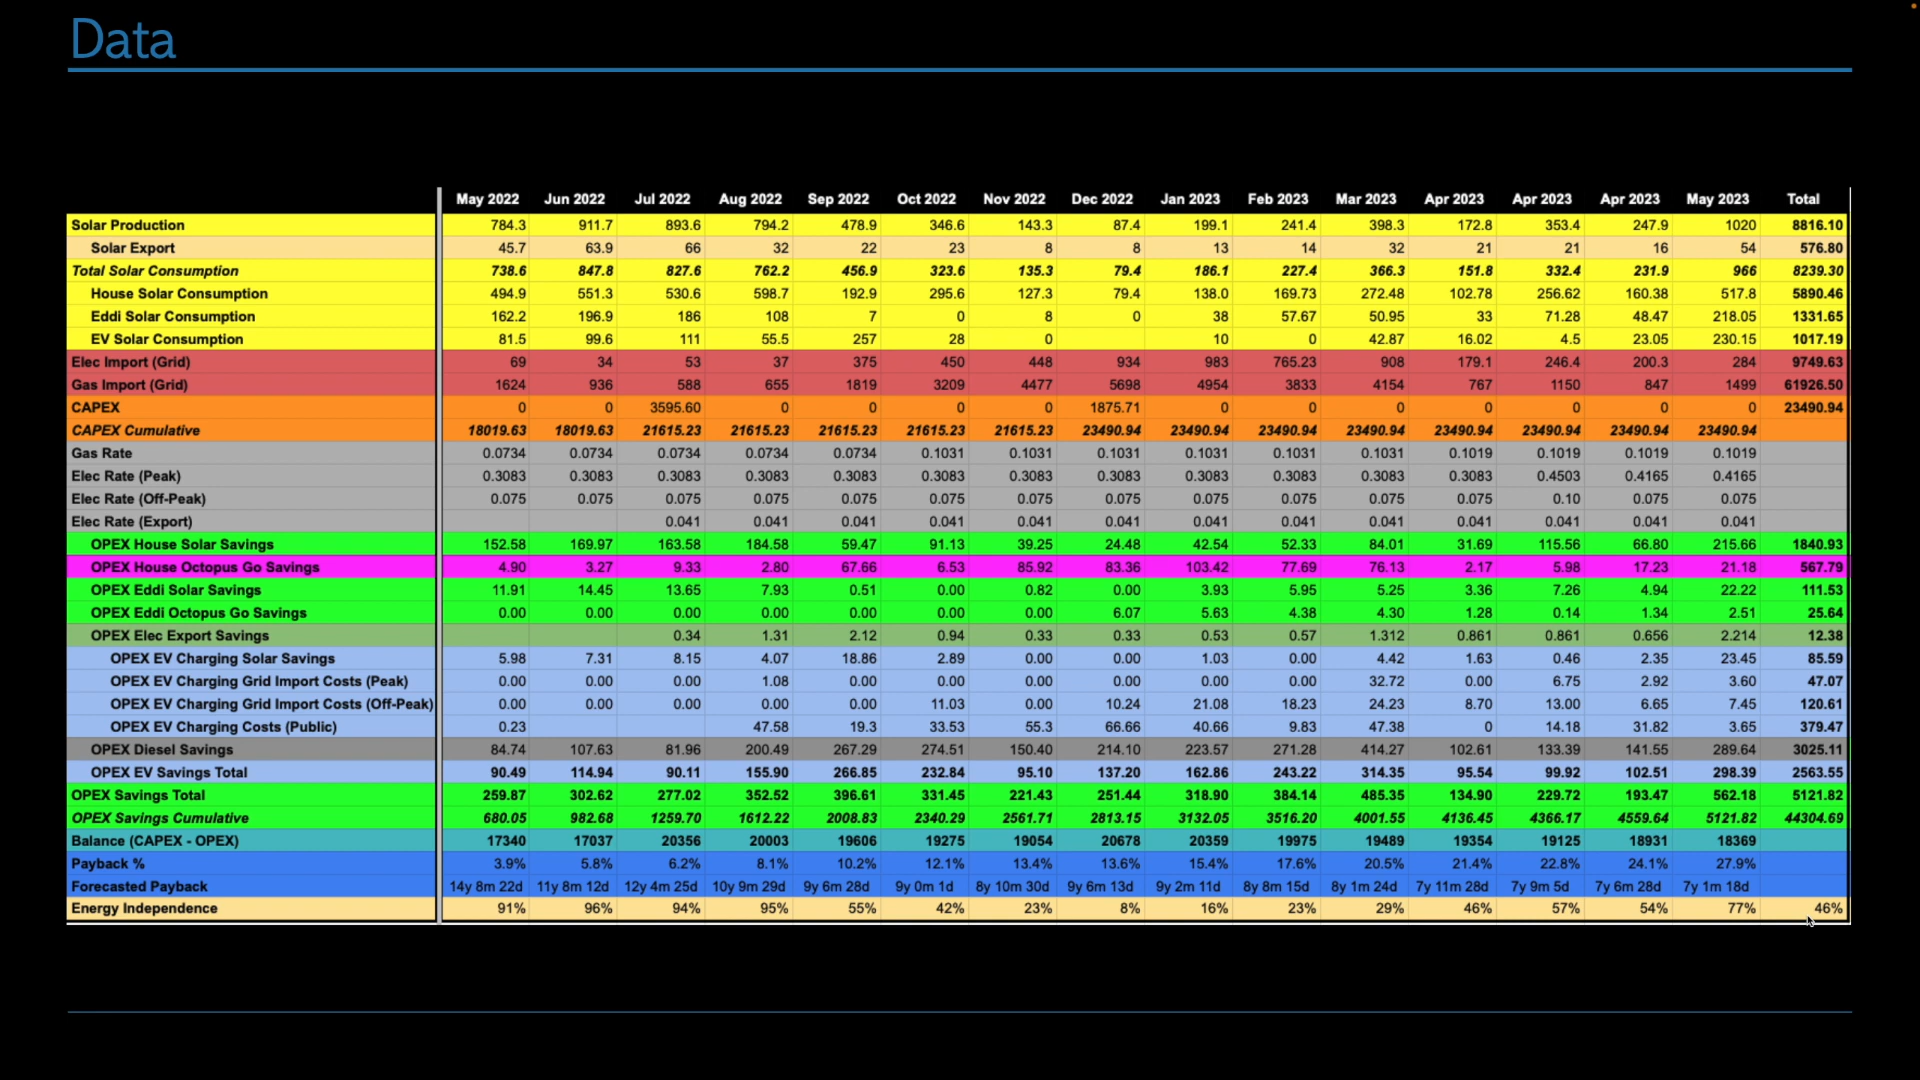 Data
May 2022 Jun 2022 Jul 2022 Aug 2022 Sep 2022 Oct 2022 Nov 2022 Dec 2022 Jan 2023 Feb 2023 Mar 2023 Apr 2023 Apr 2023 Apr 2023 May 2023 Total
Solar Production 784.3 911.7 893.6 794.2 478.9 346.6 143.3 87.4 199.1 241.4 398.3 172.8 353.4 247.9 1020 8816.10
Solar Export 45.7 63.9 66 32 22 23 8 8 13 14 32 21 21 16 54 576.80
Total Solar Consumption 738.6 847.8 827.6 762.2 456.9 323.6 135.3 79.4 186.1 227.4 366.3 151.8 332.4 231.9 966 8239.30
House Solar Consumption 494.9 551.3 530.6 598.7 192.9 295.6 127.3 79.4 138.0 169.73 272.48 102.78 256.62 160.38 517.8 5890.46
Eddi Solar Consumption 162.2 196.9 186 108 7 0 8 0 38 57.67 50.95 33 71.28 48.47 218.05 1331.65
EV Solar Consumption 81.5 99.6 111 55.5 257 28 0 10 0 42.87 16.02 4.5 23.05 230.15 1017.19
Elec Import (Grid) 69 34 53 37 375 450 448 934 983 765.23 908 179.1 246.4 200.3 284 9749.63
Gas Import (Grid) 1624 936 588 655 1819 3209 4477 5698 4954 3833 4154 767 1150 847 1499 61926.50
CAPEX 0 0 3595.60 0 0 0 0 1875.71 0 0 0 0 0 0 0 23490.94
CAPEX Cumulative 18019.63 18019.63 21615.23 21615.23 21615.23 21615.23 21615.23 23490.94 23490.94 23490.94 23490.94 23490.94 23490.94 23490.94 23490.94
Gas Rate 0.0734 0.0734 0.0734 0.0734 0.0734 0.1031 0.1031 0.1031 0.1031 0.1031 0.1031 0.1019 0.1019 0.1019 0.1019
Elec Rate (Peak) 0.3083 0.3083 0.3083 0.3083 0.3083 0.3083 0.3083 0.3083 0.3083 0.3083 0.3083 0.3083 0.4503 0.4165 0.4165
Elec Rate (Off-Peak) 0.075 0.075 0.075 0.075 0.075 0.075 0.075 0.075 0.075 0.075 0.075 0.075 0.10 0.075 0.075
Elec Rate (Export) 0.041 0.041 0.041 0.041 0.041 0.041 0.041 0.041 0.041 0.041 0.041 0.041 0.041
OPEX House Solar Savings 152.58 169.97 163.58 184.58 59.47 91.13 39.25 24.48 42.54 52.33 84.01 31.69 115.56 66.80 215.66 1840.93
OPEX House Octopus Go Savings 4.90 3.27 9.33 2.80 67.66 6.53 85.92 83.36 103.42 77.69 76.13 2.17 5.98 17.23 21.18 567.79
OPEX Eddi Solar Savings 11.91 14.45 13.65 7.93 0.51 0.00 0.82 0.00 3.93 5.95 5.25 3.36 7.26 4.94 22.22 111.53
OPEX Eddi Octopus Go Savings 0.00 0.00 0.00 0.00 0.00 0.00 0.00 6.07 5.63 4.38 4.30 1.28 0.14 1.34 2.51 25.64
OPEX Elec Export Savings 0.34 1.31 2.12 0.94 0.33 0.33 0.53 0.57 1.312 0.861 0.861 0.656 2.214 12.38
OPEX EV Charging Solar Savings 5.98 7.31 8.15 4.07 18.86 2.89 0.00 0.00 1.03 0.00 4.42 1.63 0.46 2.35 23.45 85.59
OPEX EV Charging Grid Import Costs (Peak) 0.00 0.00 0.00 1.08 0.00 0.00 0.00 0.00 0.00 0.00 32.72 0.00 6.75 2.92 3.60 47.07
OPEX EV Charging Grid Import Costs (Off-Peak) 0.00 0.00 0.00 0.00 0.00 11.03 0.00 10.24 21.08 18.23 24.23 8.70 13.00 6.65 7.45 120.61
OPEX EV Charging Costs (Public) 0.23 47.58 19.3 33.53 55.3 66.66 40.66 9.83 47.38 0 14.18 31.82 3.65 379.47
OPEX Diesel Savings 84.74 107.63 81.96 200.49 267.29 274.51 150.40 214.10 223.57 271.28 414.27 102.61 133.39 141.55 289.64 3025.11
OPEX EV Savings Total 90.49 114.94 90.11 155.90 266.85 232.84 95.10 137.20 162.86 243.22 314.35 95.54 99.92 102.51 298.39 2563.55
OPEX Savings Total 259.87 302.62 277.02 352.52 396.61 331.45 221.43 251.44 318.90 384.14 485.35 134.90 229.72 193.47 562.18 5121.82
OPEX Savings Cumulative 680.05 982.68 1259.70 1612.22 2008.83 2340.29 2561.71 2813.15 3132.05 3516.20 4001.55 4136.45 4366.17 4559.64 5121.82 44304.69
Balance (CAPEX - OPEX) 17340 17037 20356 20003 19606 19275 19054 20678 20359 19975 19489 19354 19125 18931 18369
Payback % 3.9% 5.8% 6.2% 8.1% 10.2% 12.1% 13.4% 13.6% 15.4% 17.6% 20.5% 21.4% 22.8% 24.1% 27.9%
Forecasted Payback 14y 8m 22d 11y 8m 12d 12y 4m 25d 10y 9m 29d 9y 6m 28d 9y 0m 1d 8y 10m 30d 9y 6m 13d 9y 2m 11d 8y 8m 15d 8y 1m 24d 7y 11m 28d 7y 9m 5d 7y 6m 28d 7y 1m 18d
Energy Independence 91% 96% 94% 95% 55% 42% 23% 8% 16% 23% 29% 46% 57% 54% 77% 46%